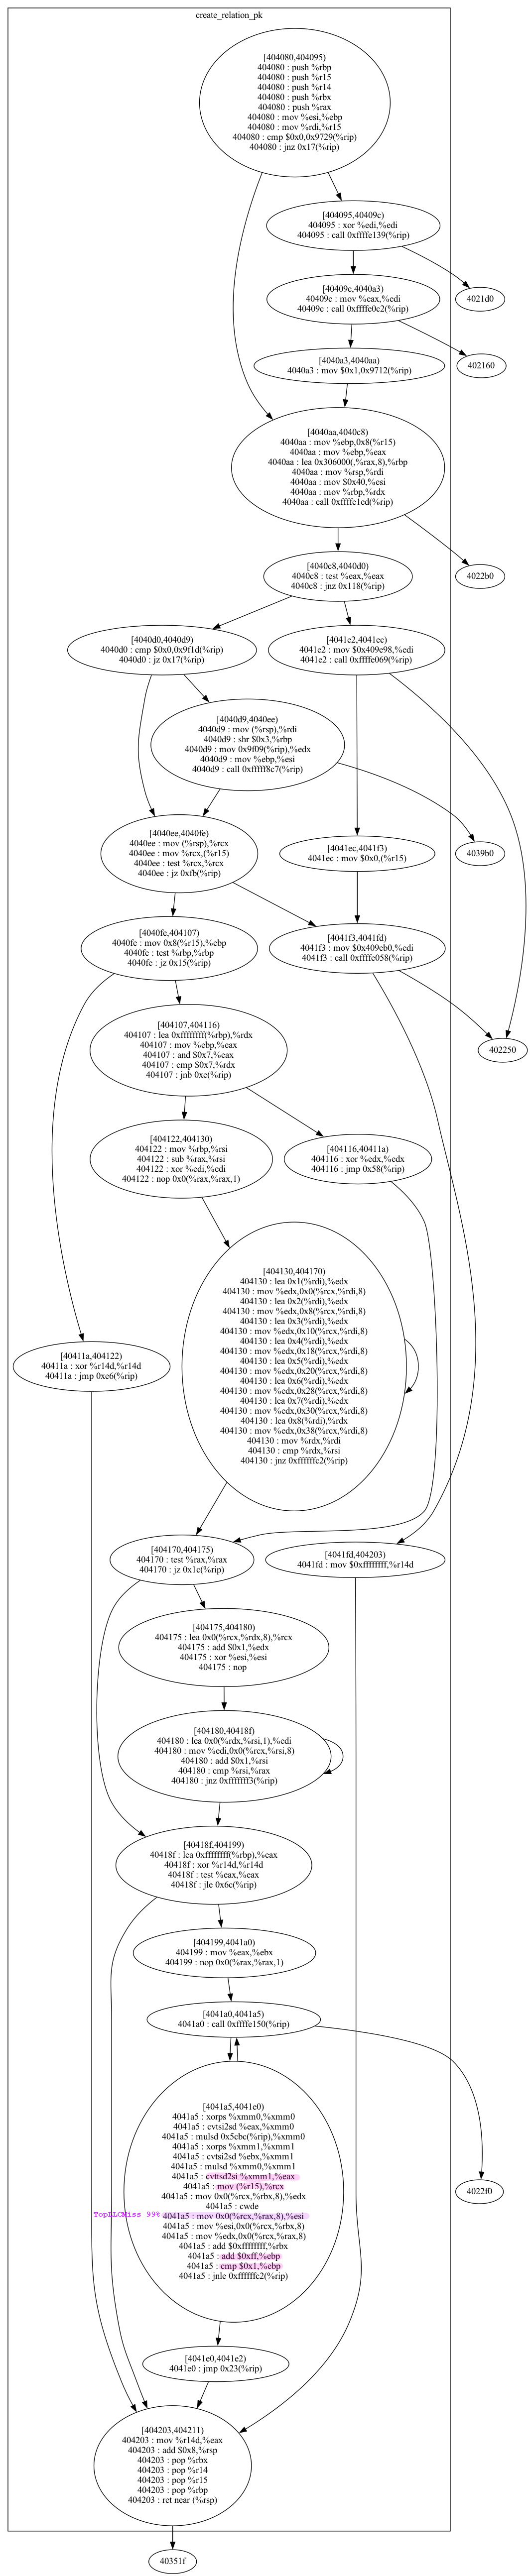 create_relation_pk
[404080,404095)
404080 : push %rbp
404080 : push %r15
404080 : push %r14
404080 : push %rbx
404080 : push %rax
404080 : mov %esi,%ebp
404080 : mov %rdi,%r15
404080 : cmp $0x0,0x9729(%rip)
404080 : jnz 0x17(%rip)
[404095,40409c)
404095 : xor %edi,%edi
404095 : call 0xffffe139(%rip)
4021d0
[40409c,4040a3)
40409c : mov %eax,%edi
40409c : call 0xffffe0c2(%rip)
402160
[4040a3,4040aa)
4040a3 : mov $0x1,0x9712(%rip)
[4040aa,4040c8)
4040aa : mov %ebp,0x8(%r15)
4040aa : mov %ebp,%eax
4040aa : lea 0x306000(,%rax,8),%rbp
4040aa : mov %rsp,%rdi
4040aa : mov $0x40,%esi
4040aa : mov %rbp,%rdx
4040aa : call 0xffffe1ed(%rip)
4022b0
[4040c8,4040d0)
4040c8 : test %eax,%eax
4040c8 : jnz 0x118(%rip)
[4040d0,4040d9)
4040d0 : cmp $0x0,0x9f1d(%rip)
4040d0 : jz 0x17(%rip)
[4041e2,4041ec)
4041e2 : mov $0x409e98,%edi
4041e2 : call 0xffffe069(%rip)
[4040d9,4040ee)
4040d9 : mov (%rsp),%rdi
4040d9 : shr $0x3,%rbp
4040d9 : mov 0x9f09(%rip),%edx
4040d9 : mov %ebp,%esi
4040d9 : call 0xfffff8c7(%rip)
[4040ee,4040fe)
4040ee : mov (%rsp),%rcx
4040ee : mov %rcx,(%r15)
4040ee : test %rcx,%rcx
4040ee : jz 0xfb(%rip)
[4041ec,4041f3)
4041ec : mov $0x0,(%r15)
4039b0
[4040fe,404107)
4040fe : mov 0x8(%r15),%ebp
4040fe : test %rbp,%rbp
4040fe : jz 0x15(%rip)
[4041f3,4041fd)
4041f3 : mov $0x409eb0,%edi
4041f3 : call 0xffffe058(%rip)
[404107,404116)
404107 : lea 0xffffffff(%rbp),%rdx
404107 : mov %ebp,%eax
404107 : and $0x7,%eax
404107 : cmp $0x7,%rdx
404107 : jnb 0xe(%rip)
402250
[404122,404130)
404122 : mov %rbp,%rsi
404122 : sub %rax,%rsi
404122 : xor %edi,%edi
404122 : nop 0x0(%rax,%rax,1)
[404116,40411a)
404116 : xor %edx,%edx
404116 : jmp 0x58(%rip)
[404130,404170)
404130 : lea 0x1(%rdi),%edx
404130 : mov %edx,0x0(%rcx,%rdi,8)
404130 : lea 0x2(%rdi),%edx
404130 : mov %edx,0x8(%rcx,%rdi,8)
404130 : lea 0x3(%rdi),%edx
404130 : mov %edx,0x10(%rcx,%rdi,8)
404130 : lea 0x4(%rdi),%edx
404130 : mov %edx,0x18(%rcx,%rdi,8)
404130 : lea 0x5(%rdi),%edx
404130 : mov %edx,0x20(%rcx,%rdi,8)
404130 : lea 0x6(%rdi),%edx
404130 : mov %edx,0x28(%rcx,%rdi,8)
404130 : lea 0x7(%rdi),%edx
404130 : mov %edx,0x30(%rcx,%rdi,8)
404130 : lea 0x8(%rdi),%rdx
404130 : mov %edx,0x38(%rcx,%rdi,8)
404130 : mov %rdx,%rdi
404130 : cmp %rdx,%rsi
404130 : jnz 0xffffffc2(%rip)
[40411a,404122)
40411a : xor %r14d,%r14d
40411a : jmp 0xe6(%rip)
[404170,404175)
404170 : test %rax,%rax
404170 : jz 0x1c(%rip)
[4041fd,404203)
4041fd : mov $0xffffffff,%r14d
[404175,404180)
404175 : lea 0x0(%rcx,%rdx,8),%rcx
404175 : add $0x1,%edx
404175 : xor %esi,%esi
404175 : nop
[404180,40418f)
404180 : lea 0x0(%rdx,%rsi,1),%edi
404180 : mov %edi,0x0(%rcx,%rsi,8)
404180 : add $0x1,%rsi
404180 : cmp %rsi,%rax
404180 : jnz 0xfffffff3(%rip)
[40418f,404199)
40418f : lea 0xffffffff(%rbp),%eax
40418f : xor %r14d,%r14d
40418f : test %eax,%eax
40418f : jle 0x6c(%rip)
[404199,4041a0)
404199 : mov %eax,%ebx
404199 : nop 0x0(%rax,%rax,1)
[4041a0,4041a5)
4041a0 : call 0xffffe150(%rip)
[4041a5,4041e0)
4041a5 : xorps %xmm0,%xmm0
4041a5 : cvtsi2sd %eax,%xmm0
4041a5 : mulsd 0x5cbc(%rip),%xmm0
4041a5 : xorps %xmm1,%xmm1
4041a5 : cvtsi2sd %ebx,%xmm1
4041a5 : mulsd %xmm0,%xmm1
4041a5 : cvttsd2si %xmm1,%eax
4041a5 : mov (%r15),%rcx
4041a5 : mov 0x0(%rcx,%rbx,8),%edx
4041a5 : cwde
TopLLCMiss 99% 4041a5 : mov 0x0(%rcx,%rax,8),%esi
4041a5 : mov %esi,0x0(%rcx,%rbx,8)
4041a5 : mov %edx,0x0(%rcx,%rax,8)
4041a5 : add $0xffffffff,%rbx
4041a5 : add $0xff,%ebp
4041a5 : cmp $0x1,%ebp
4041a5 : jnle 0xffffffc2(%rip)
4022f0
[4041e0,4041e2)
4041e0 : jmp 0x23(%rip)
[404203,404211)
404203 : mov %r14d,%eax
404203 : add $0x8,%rsp
404203 : pop %rbx
404203 : pop %r14
404203 : pop %r15
404203 : pop %rbp
404203 : ret near (%rsp)
40351f